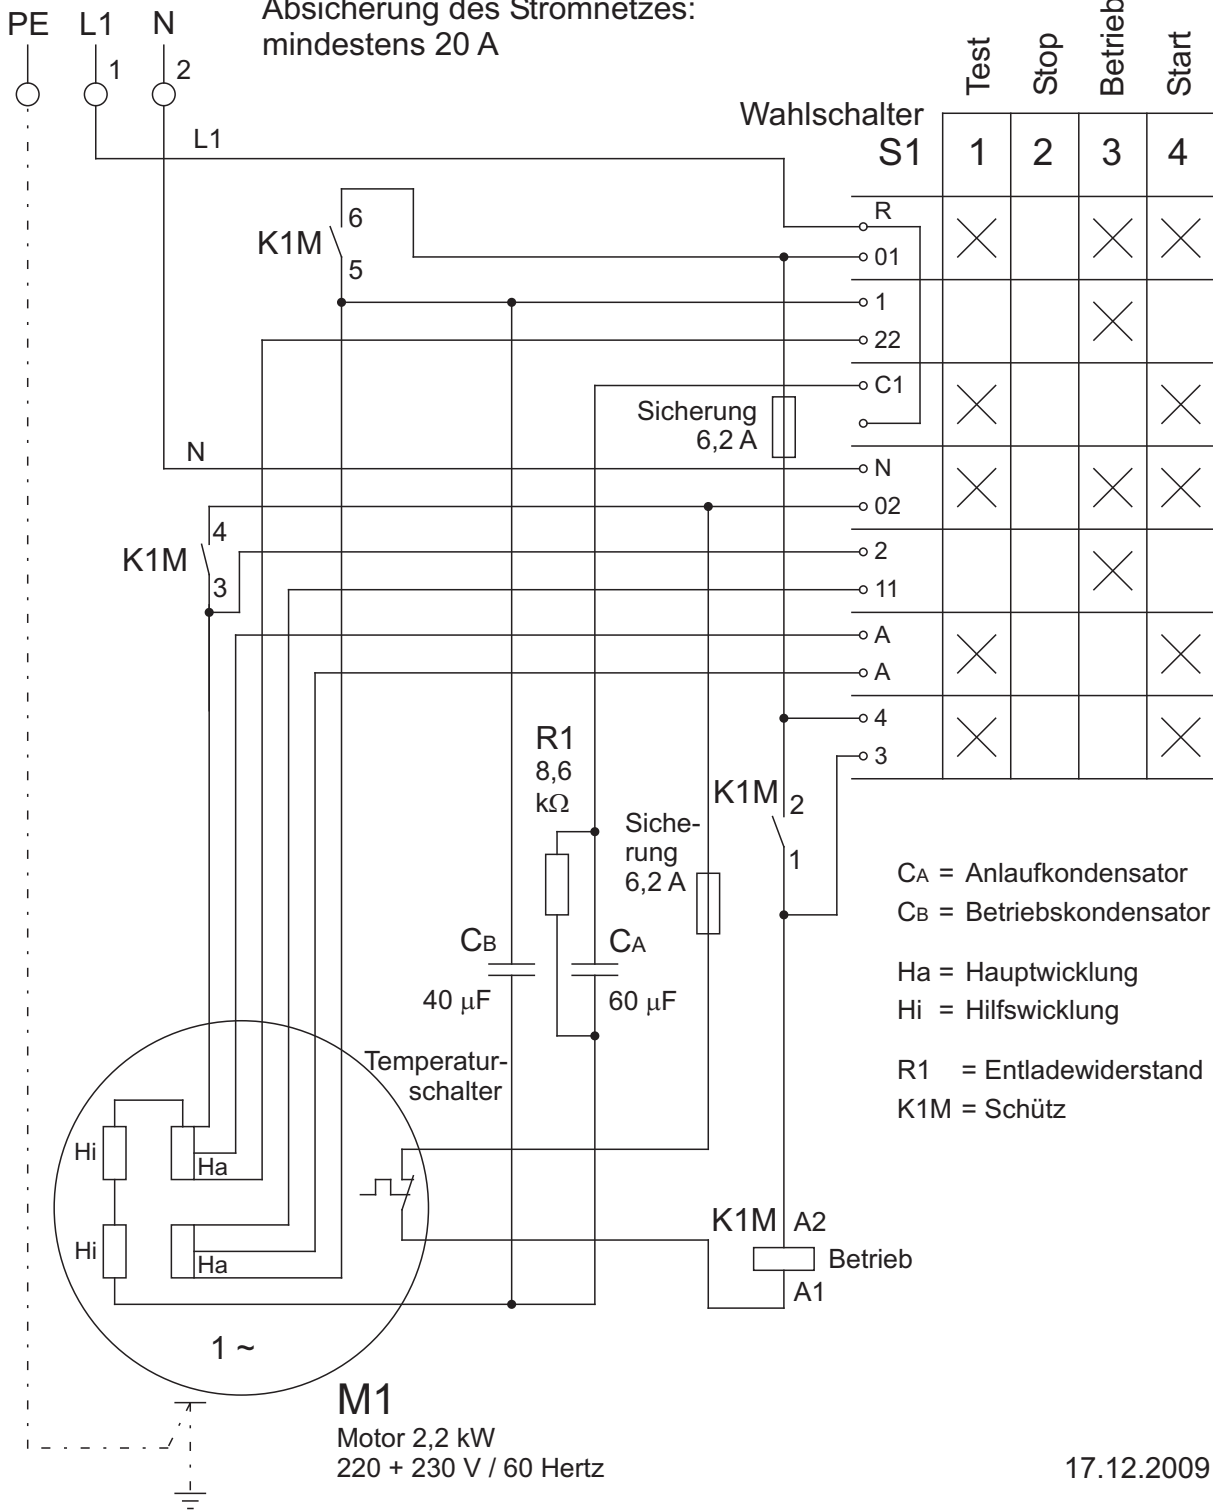 Absicherung des Stromnetzes:
mindestens 20 A
PE L1 N
1 2
Test
Stop
Betrieb
Start
Wahlschalter
S1 1 2 3 4
L1
R
01
K1M 6
5
1
22
C1
Sicherung
6,2 A
N
N
02
K1M 4
3
2
11
A
A
4
3
R1
8,6
kΩ
K1M 2
1
Siche-
rung
6,2 A
CB
40 µF
CA
60 µF
CA = Anlaufkondensator
CB = Betriebskondensator
Ha = Hauptwicklung
Hi = Hilfswicklung
R1 = Entladewiderstand
K1M = Schütz
Temperatur-
schalter
Hi Ha
Hi Ha
K1M A2
Betrieb
A1
1 ~
M1
Motor 2,2 kW
220 + 230 V / 60 Hertz
17.12.2009